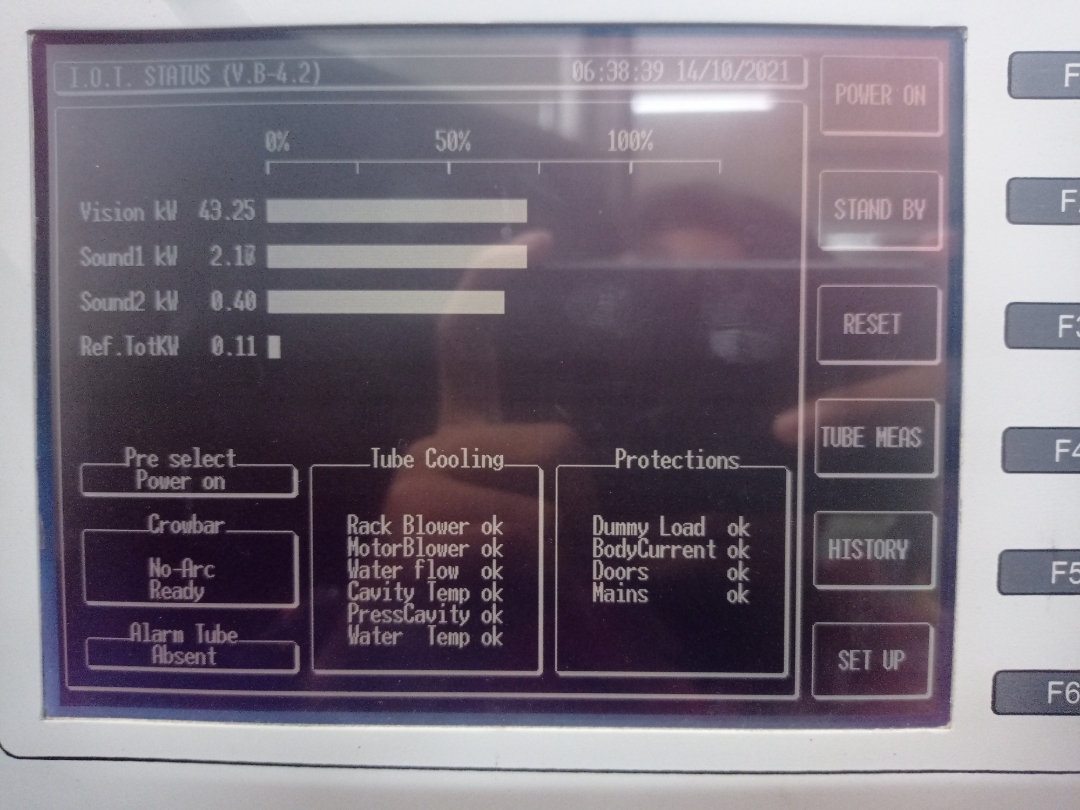 I.O.T. STATUS (V.B-4.2) 06:38:39 14/10/2021
0% 50% 100%
Vision kW 43.25
Sound1 kW
Sound2 kW 0.40
Ref.TotKW 0.11
Pre select
Power on
Crowbar
No-Arc
Ready
Alarm Tube
Absent
Tube Cooling
Rack Blower ok
MotorBlower ok
Water flow ok
Cavity Temp ok
PressCavity ok
Water Temp ok
Protections
Dummy Load ok
BodyCurrent ok
Doors ok
Mains ok
POWER ON
STAND BY
RESET
TUBE MEAS
HISTORY
SET UP
F3
F4
F5
F6